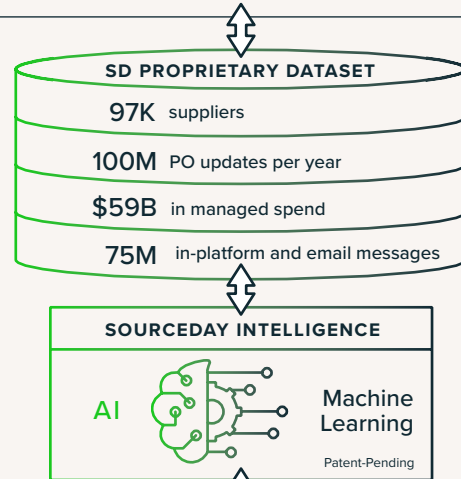 SD PROPRIETARY DATASET
97K suppliers
100M PO updates per year
$59B in managed spend
75M in-platform and email messages
SOURCEDAY INTELLIGENCE
AI
Machine
Learning
Patent-Pending